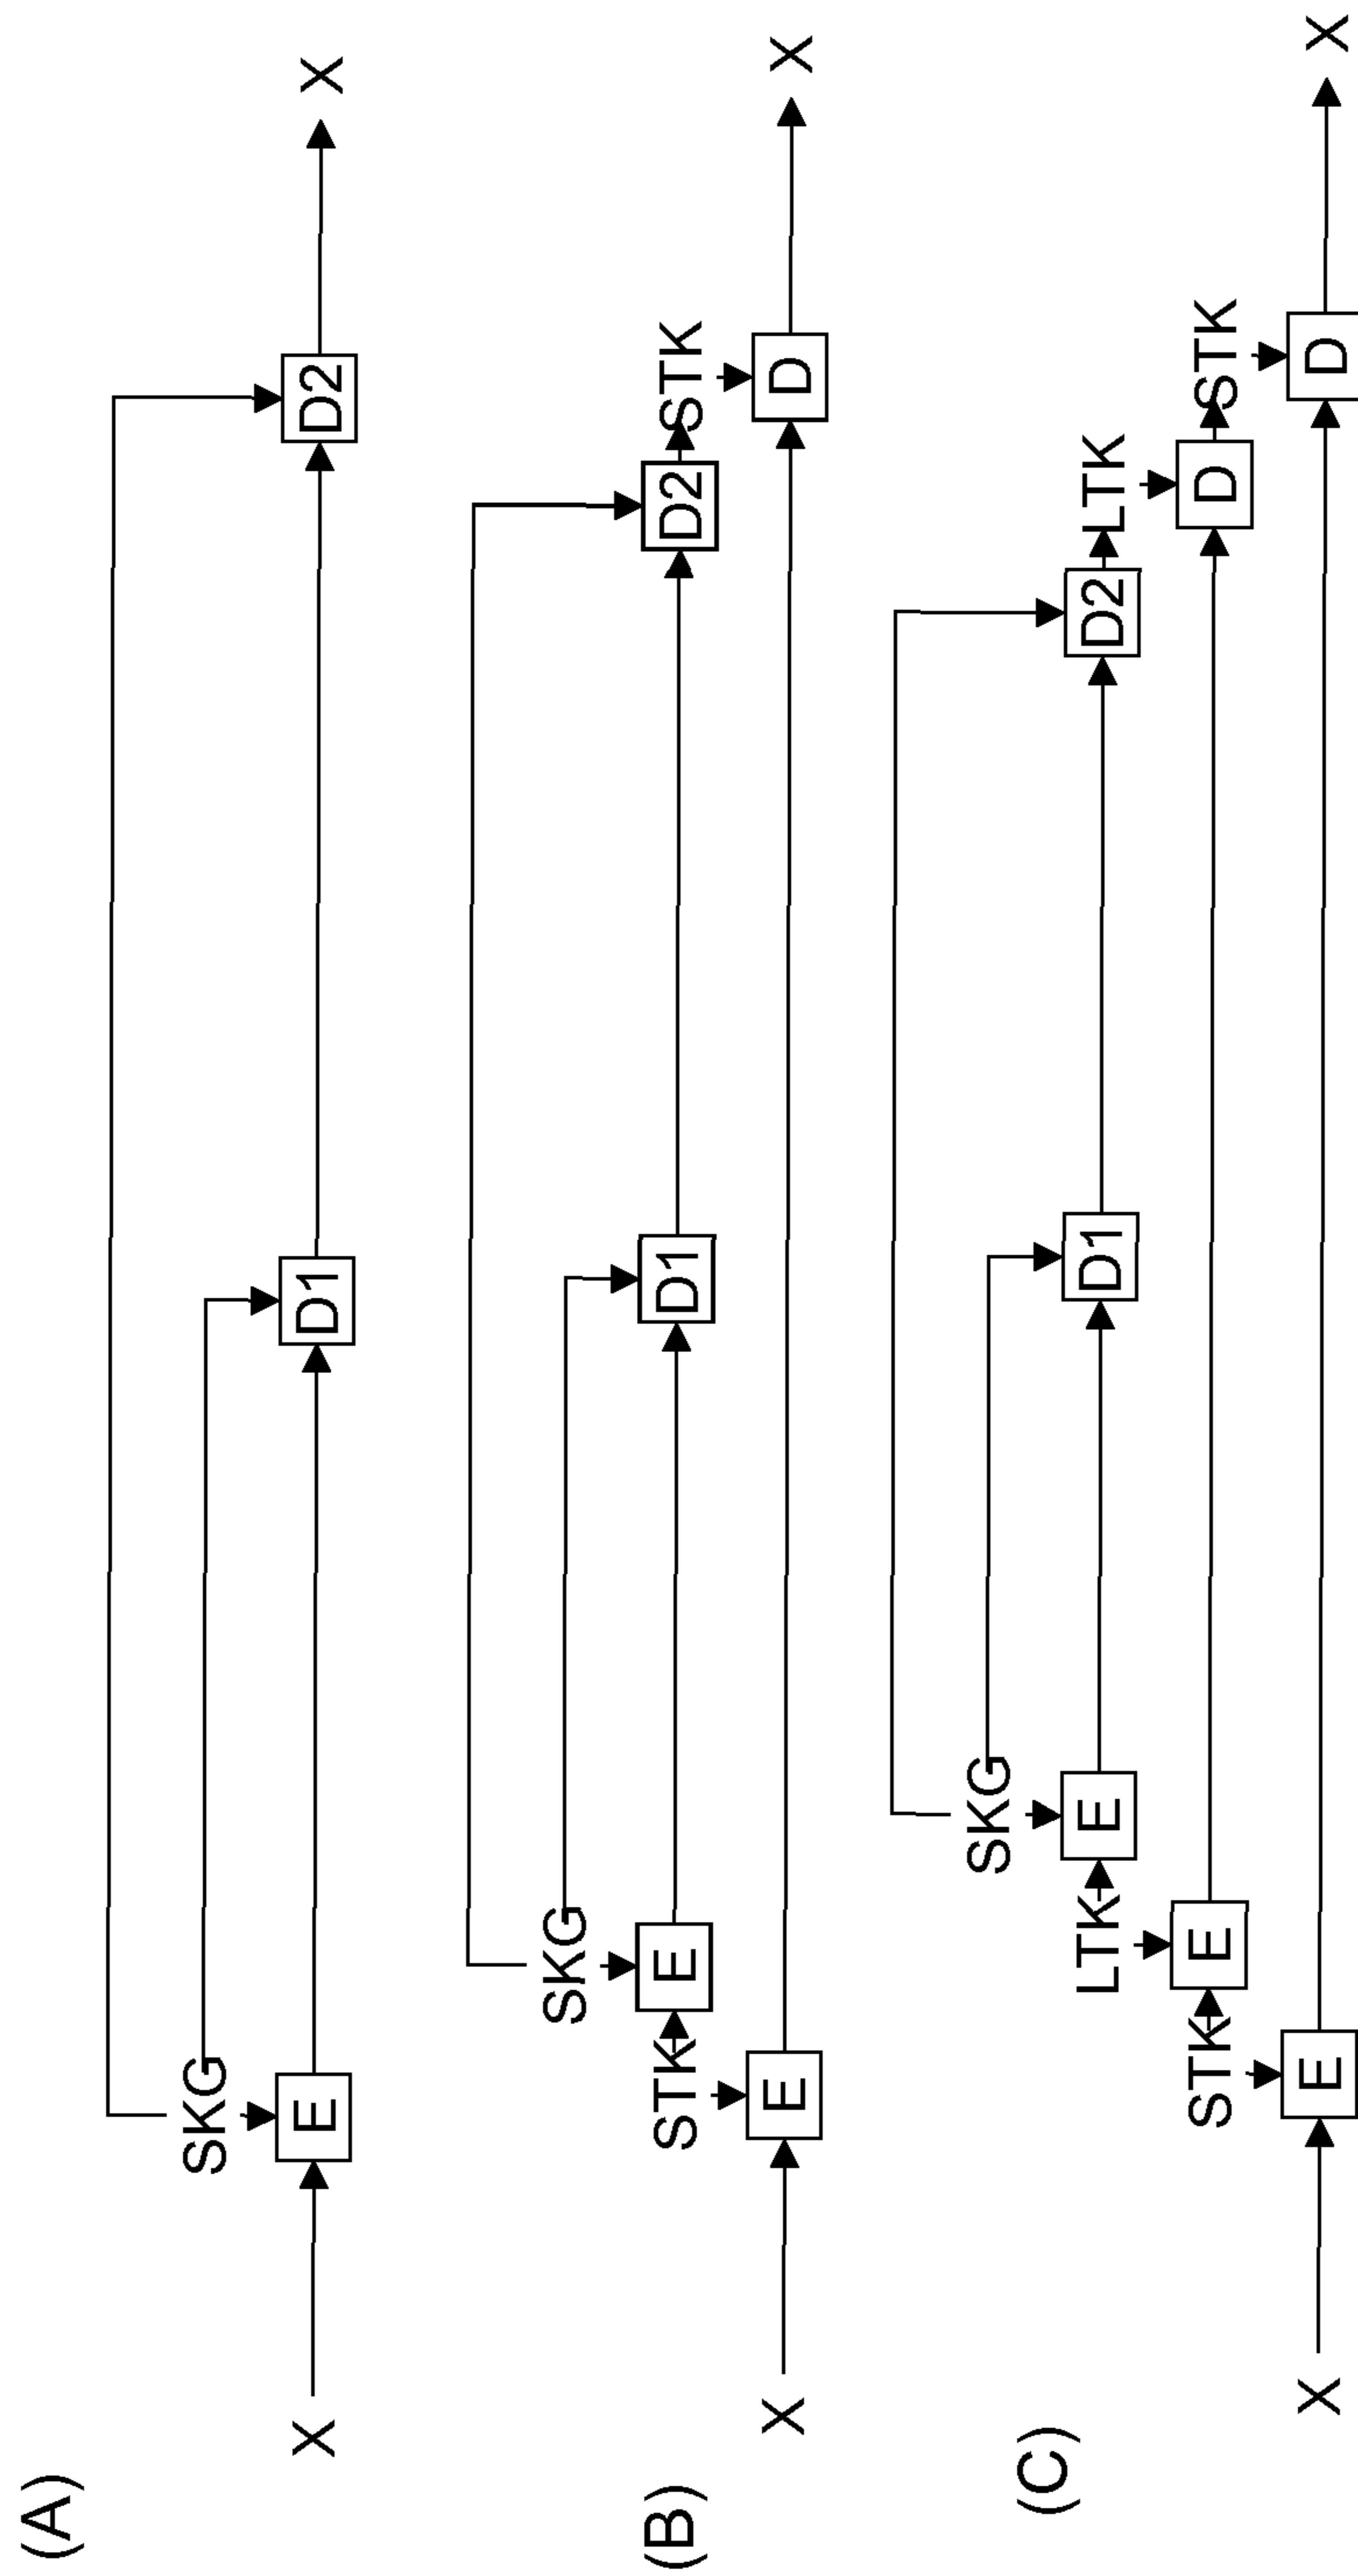 (A)
SKG
X E D1 D2 X
(B)
SKG
STK E D1 D2 STK
X E D X
(C)
SKG
LTK E D1 D2 LTK
STK E D STK
X E D X